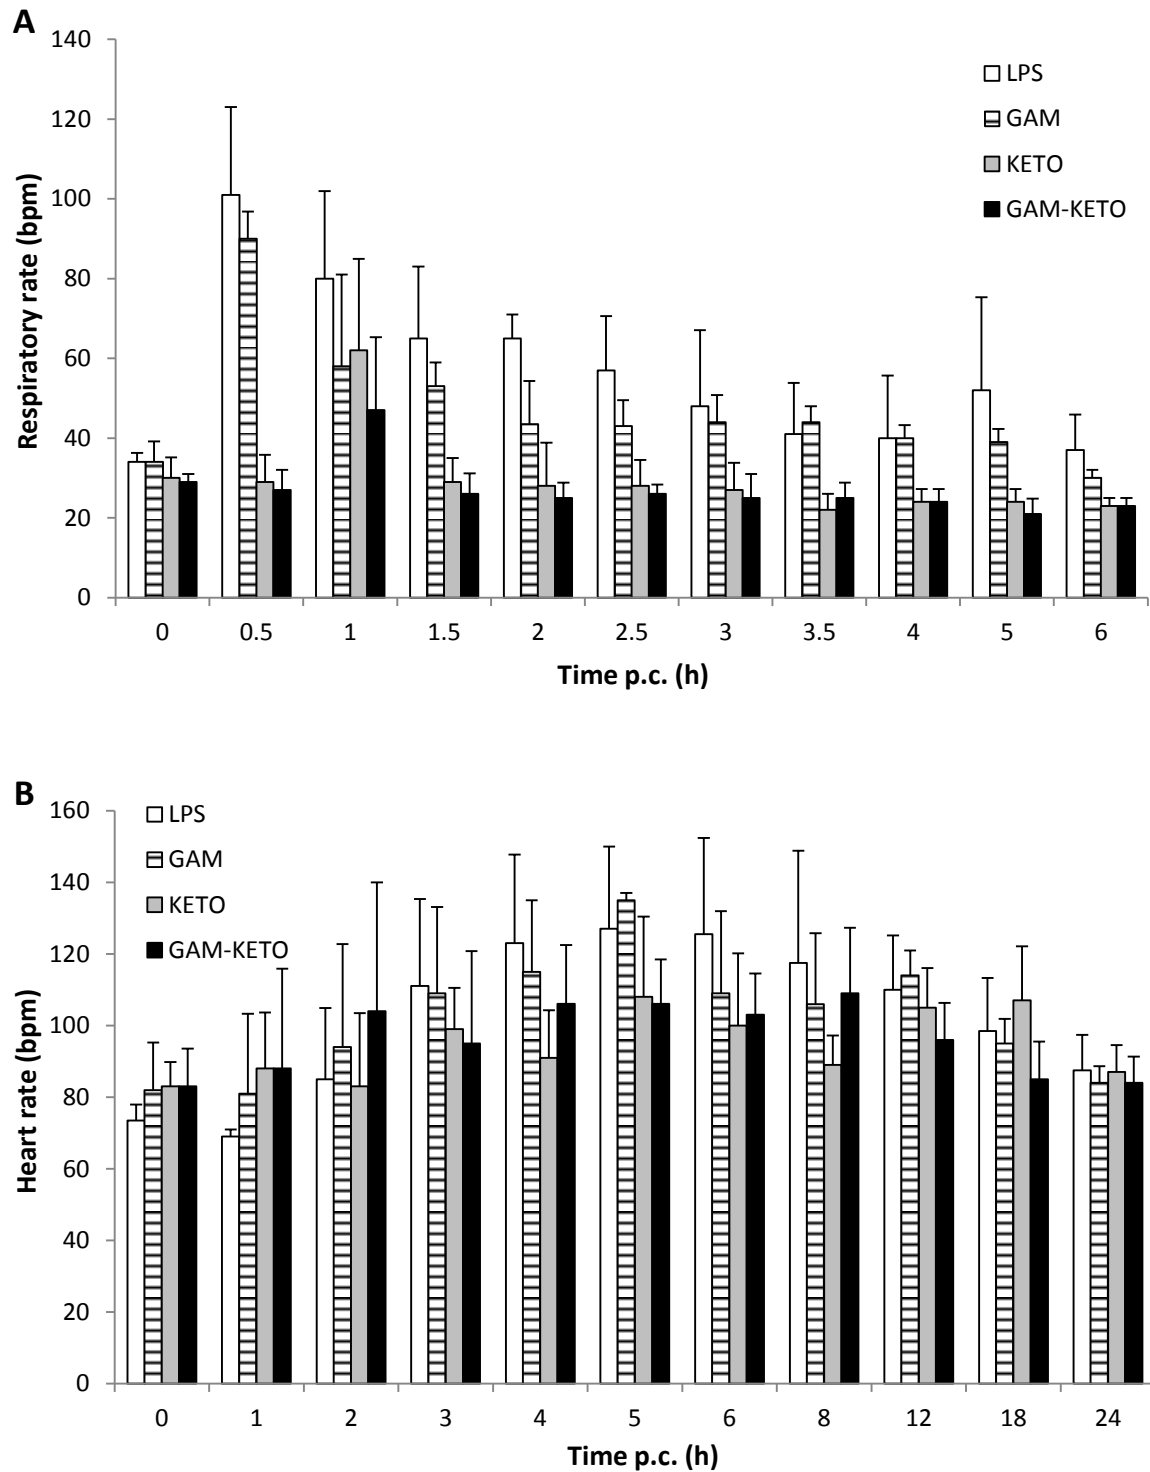 A
140
120
100
80
60
40
20
0
Respiratory rate (bpm)
LPS
GAM
KETO
GAM-KETO
0 0.5 1 1.5 2 2.5 3 3.5 4 5 6
Time p.c. (h)
B
160
140
120
100
80
60
40
20
0
Heart rate (bpm)
LPS
GAM
KETO
GAM-KETO
0 1 2 3 4 5 6 8 12 18 24
Time p.c. (h)